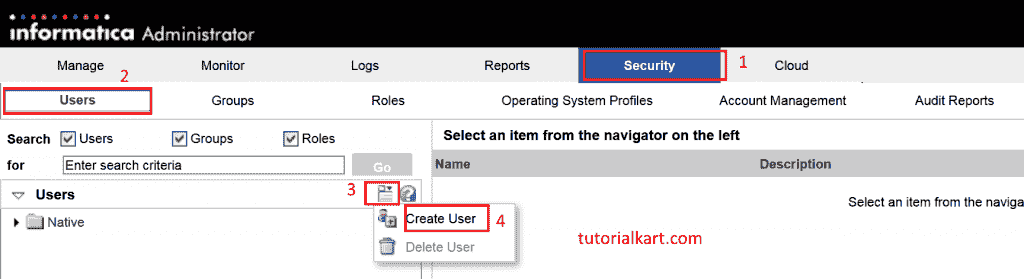 informatica Administrator
Manage Monitor Logs Reports Security 1 Cloud
2
Users Groups Roles Operating System Profiles Account Management Audit Reports
Search Users Groups Roles
Select an item from the navigator on the left
for Enter search criteria Go
Name Description
Users 3
Select an item from the naviga
Native
Create User 4
Delete User
tutorialkart.com